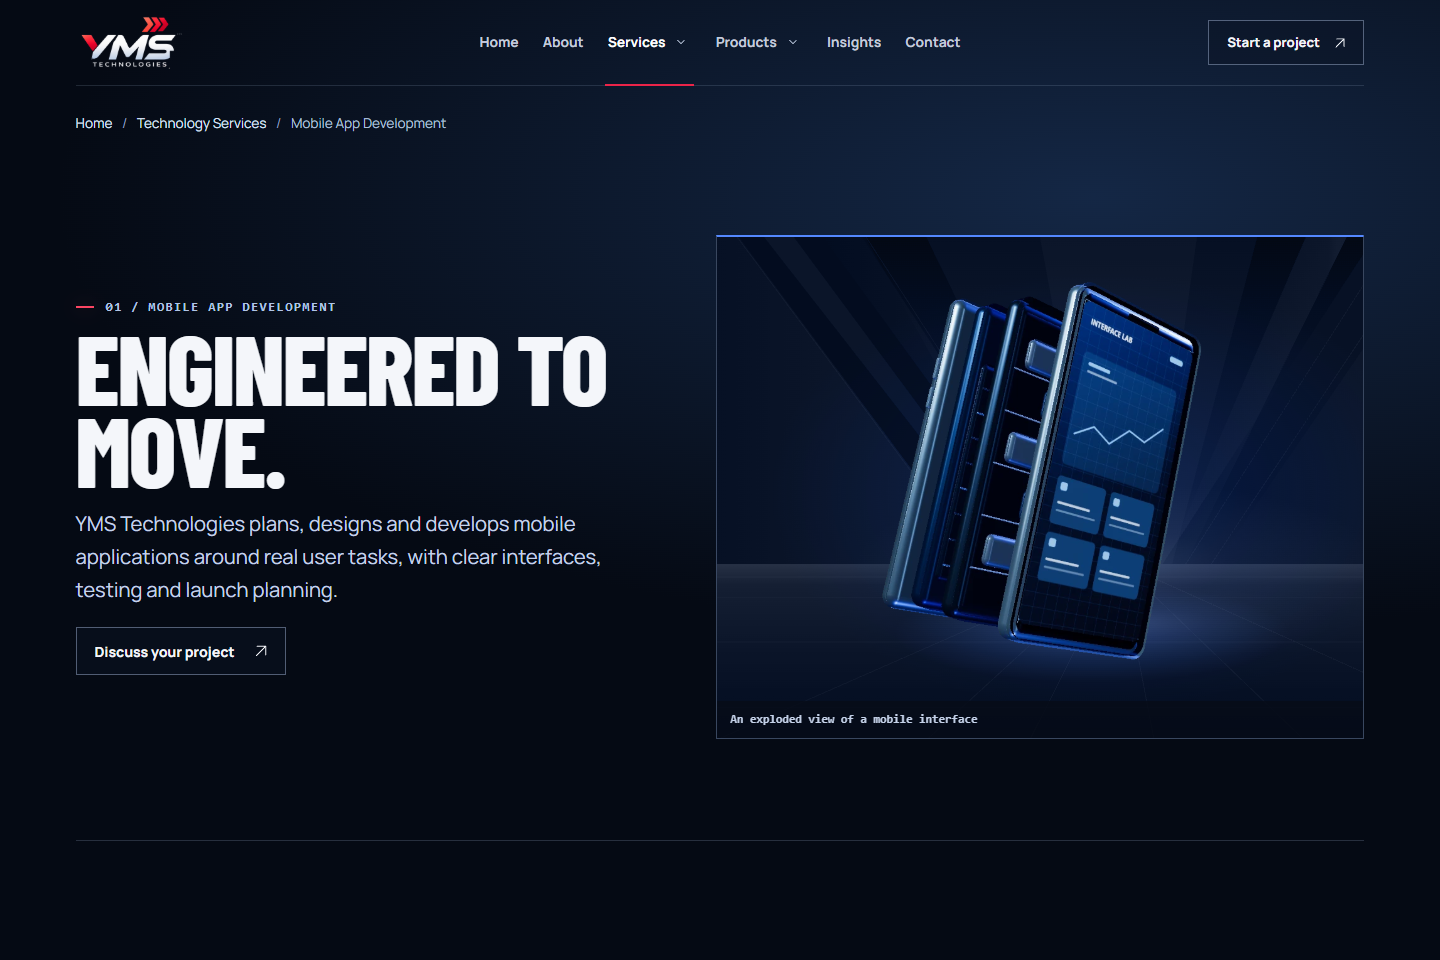 YMS
TECHNOLOGIES
Home
About
Services
Products
Insights
Contact
Start a project
Home / Technology Services / Mobile App Development
01 / MOBILE APP DEVELOPMENT
ENGINEERED TO
MOVE.
YMS Technologies plans, designs and develops mobile
applications around real user tasks, with clear interfaces,
testing and launch planning.
Discuss your project
INTERFACE LAB
An exploded view of a mobile interface